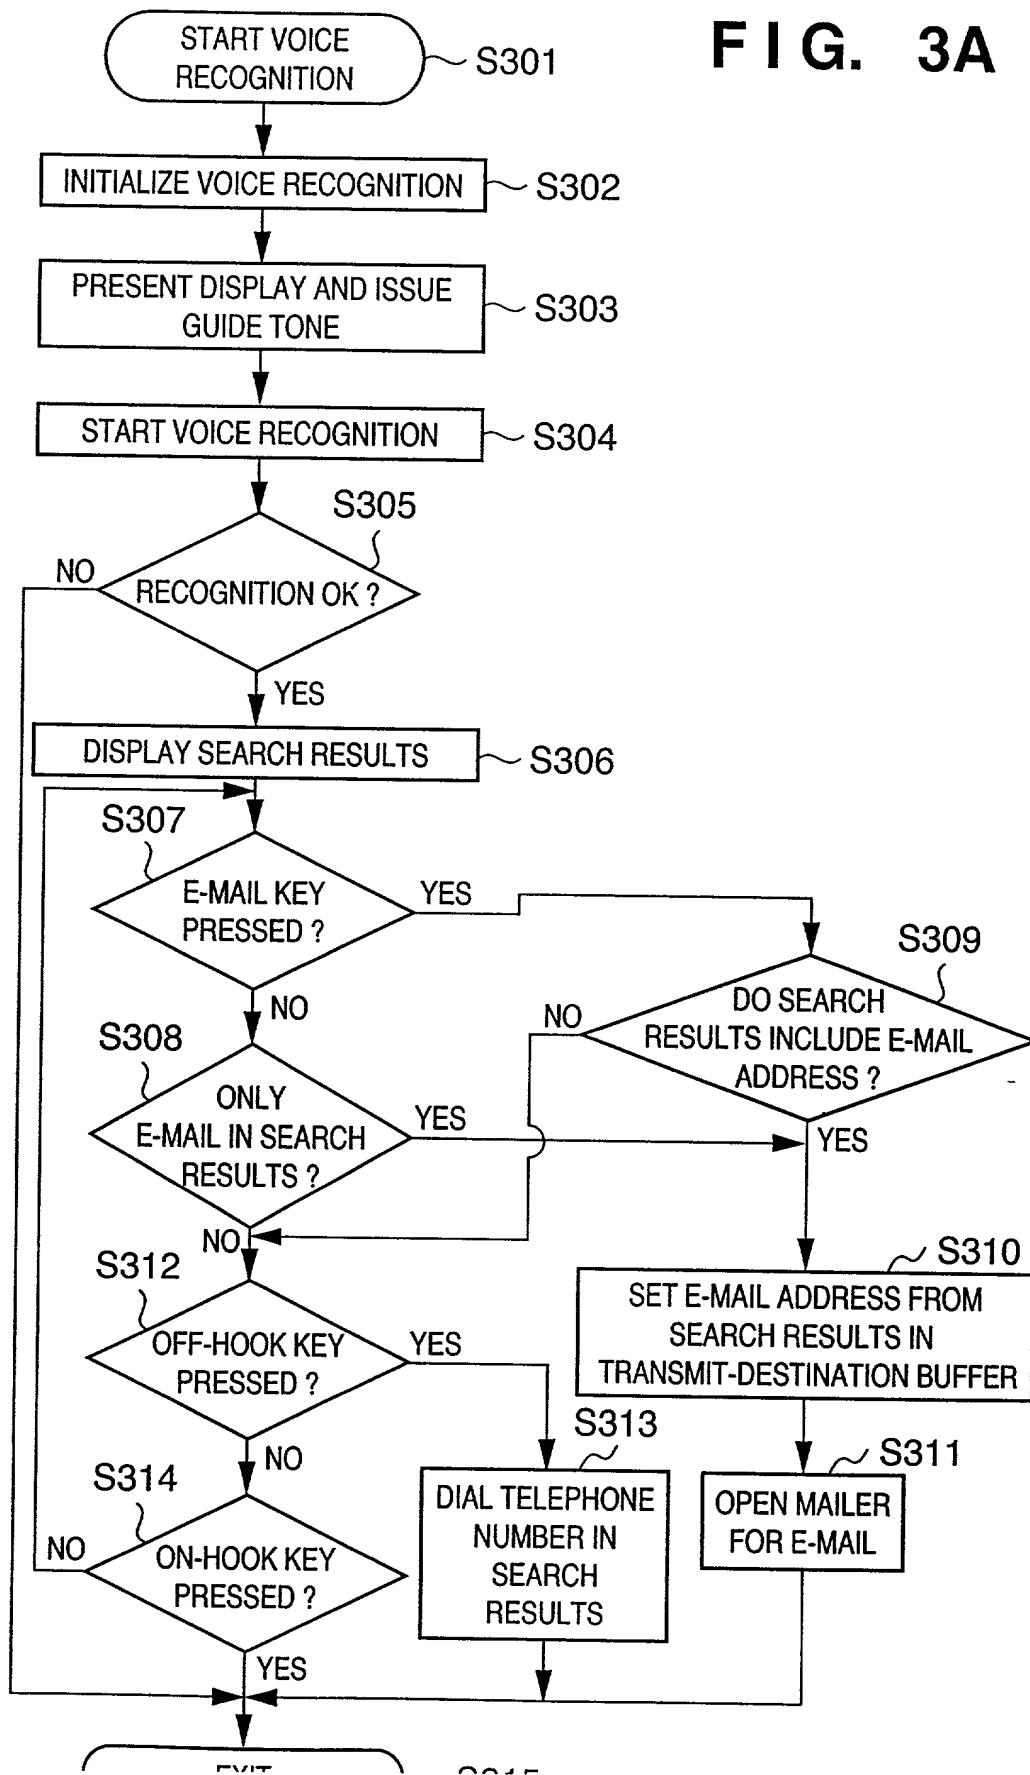 FIG. 3A
START VOICE
RECOGNITION
S301
INITIALIZE VOICE RECOGNITION
S302
PRESENT DISPLAY AND ISSUE
GUIDE TONE
S303
START VOICE RECOGNITION
S304
S305
NO
RECOGNITION OK ?
YES
DISPLAY SEARCH RESULTS
S306
S307
E-MAIL KEY
PRESSED ?
YES
NO
S309
DO SEARCH
RESULTS INCLUDE E-MAIL
ADDRESS ?
NO
YES
S308
ONLY
E-MAIL IN SEARCH
RESULTS ?
YES
NO
S310
SET E-MAIL ADDRESS FROM
SEARCH RESULTS IN
TRANSMIT-DESTINATION BUFFER
S312
OFF-HOOK KEY
PRESSED ?
YES
NO
S313
DIAL TELEPHONE
NUMBER IN
SEARCH
RESULTS
S311
OPEN MAILER
FOR E-MAIL
S314
NO
ON-HOOK KEY
PRESSED ?
YES
EXIT
S315